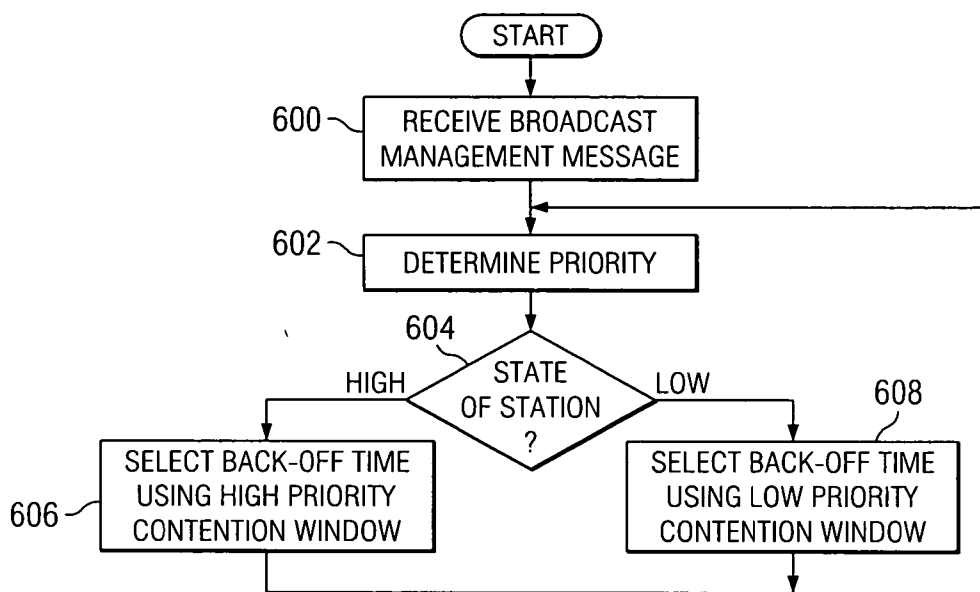 START
600
RECEIVE BROADCAST
MANAGEMENT MESSAGE
602
DETERMINE PRIORITY
604
HIGH
STATE
OF STATION
?
LOW
608
606
SELECT BACK-OFF TIME
USING HIGH PRIORITY
CONTENTION WINDOW
SELECT BACK-OFF TIME
USING LOW PRIORITY
CONTENTION WINDOW